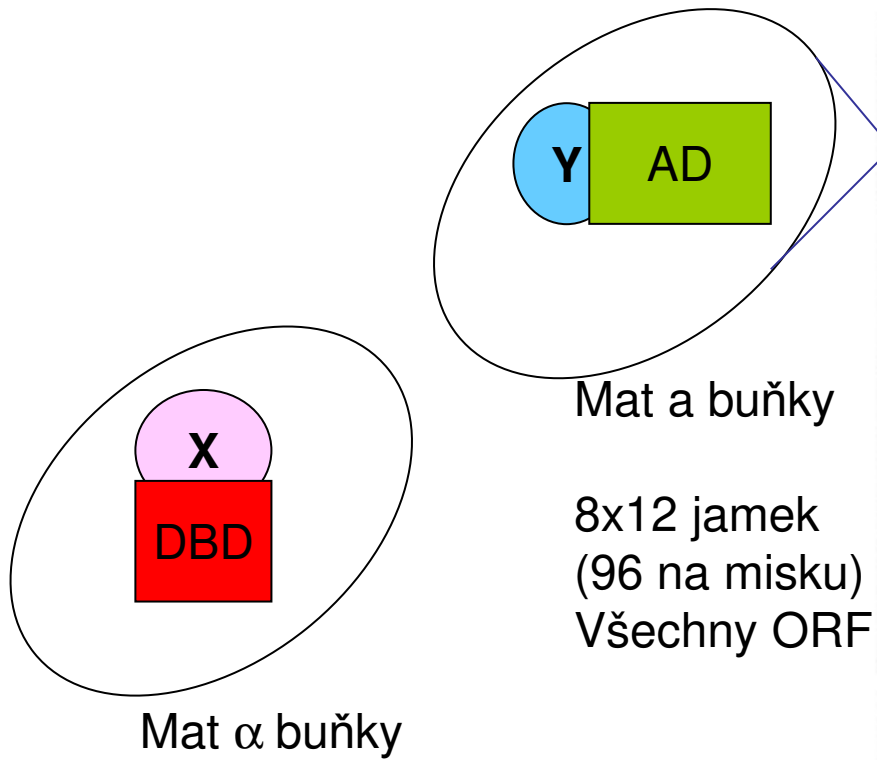 Y AD
Mat a buňky
X
DBD
8x12 jamek
(96 na misku)
Všechny ORF
Mat α buňky